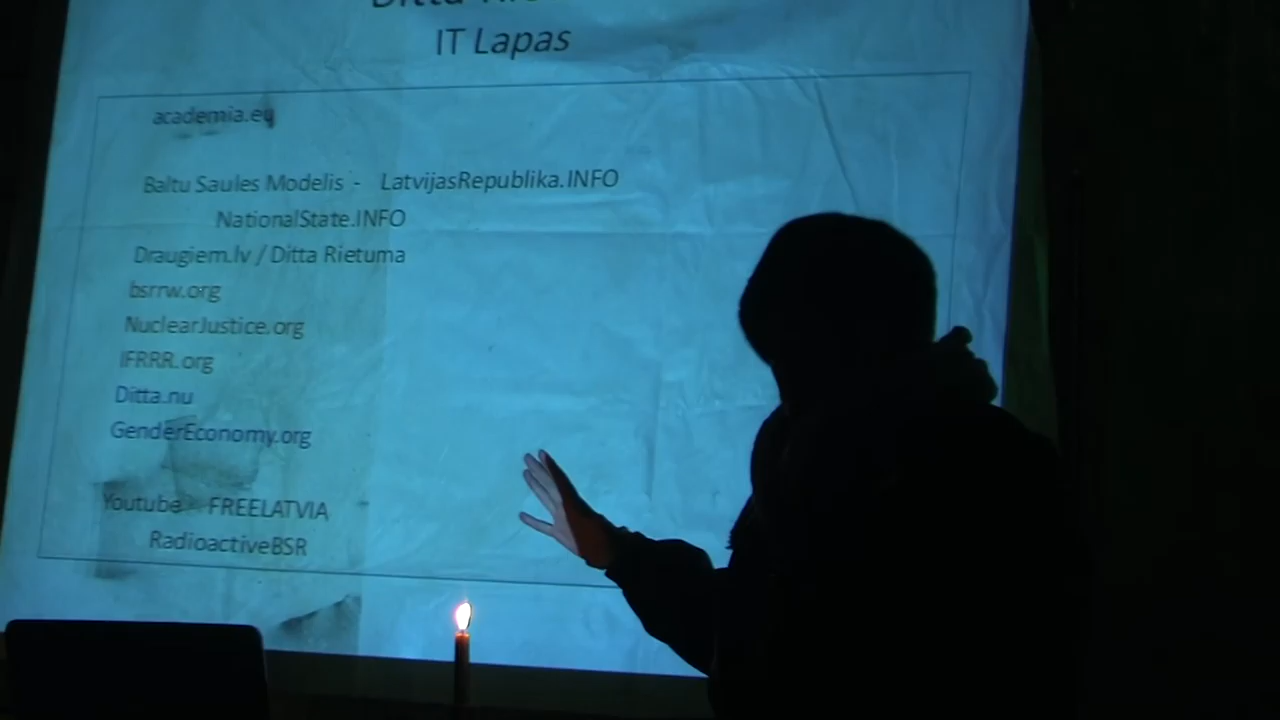 Ditta
IT Lapas
academia.eu
Baltu Saules Modelis - LatvijasRepublika.INFO
NationalState.INFO
Draugiem.lv / Ditta Rietuma
bsrrw.org
NuclearJustice.org
IFRRR.org
Ditta.nu
GenderEconomy.org
Youtube - FREELATVIA
RadioactiveBSR